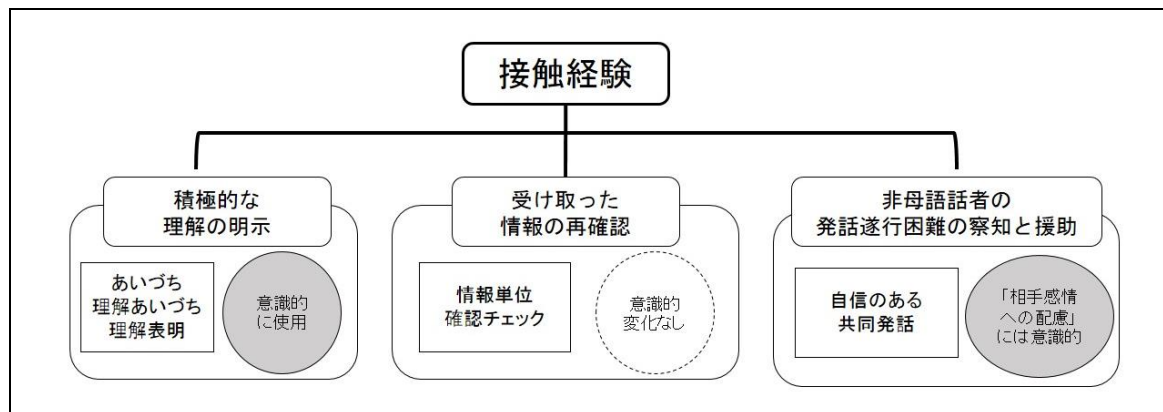 接触経験
積極的な
理解の明示
あいづち
理解あいづち
理解表明
意識的
に使用
受け取った
情報の再確認
情報単位
確認チェック
意識的
変化なし
非母語話者の
発話遂行困難の察知と援助
自信のある
共同発話
「相手感情
への配慮」
には意識的